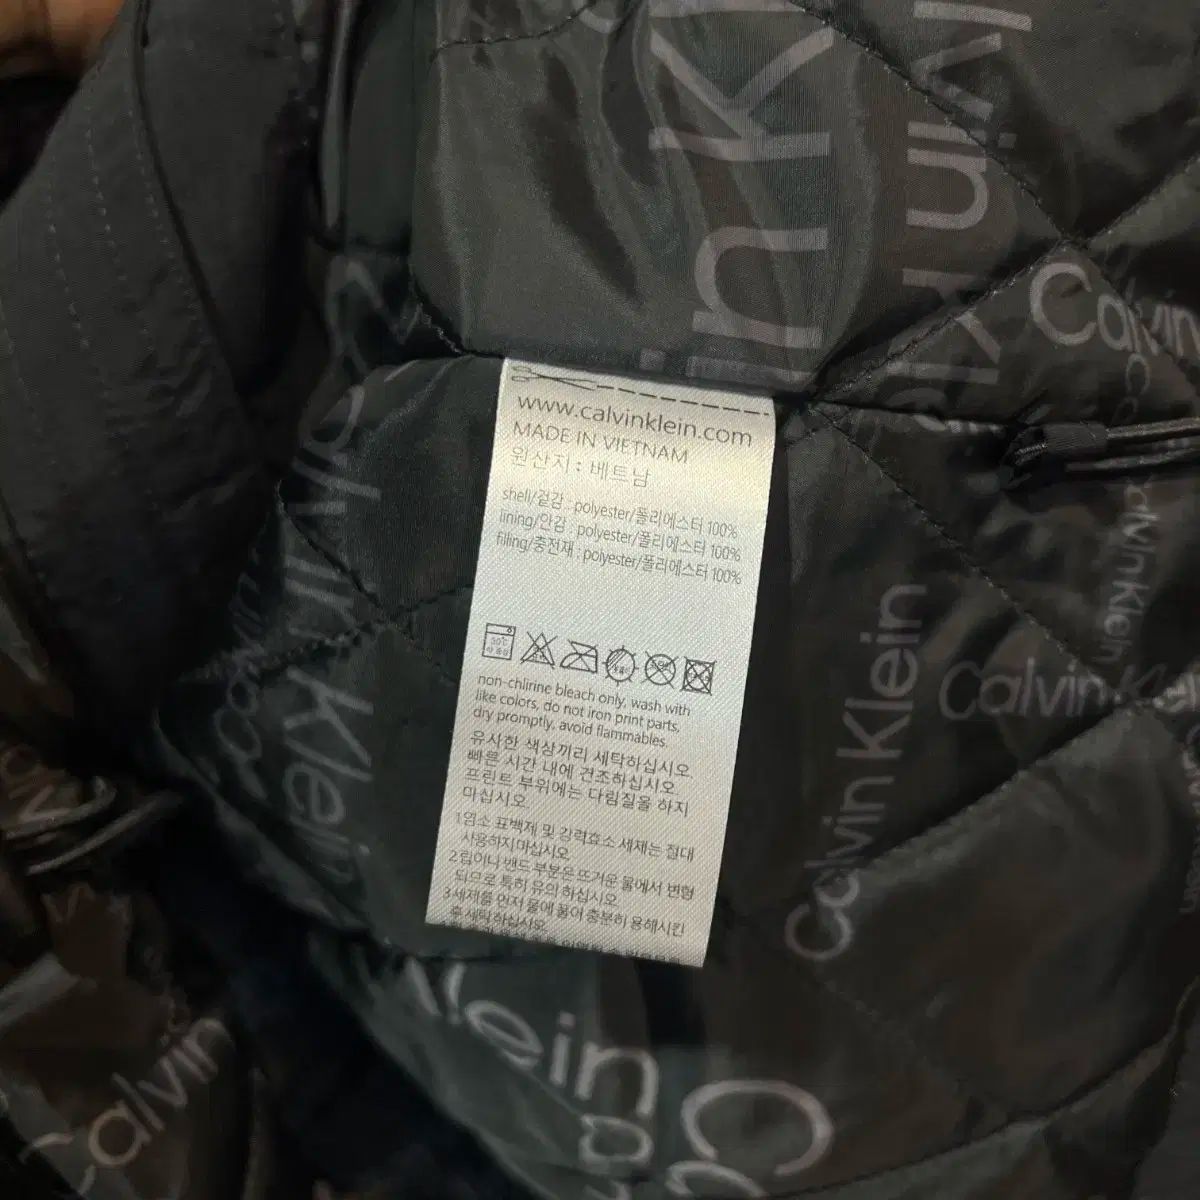 inK
vin K
Calvin
www.calvinklein.com
MADE IN VIETNAM
원산지 : 베트남
shell/겉감 : polyester/폴리에스터 100%
lining/안감 : polyester/폴리에스터 100%
filling/충전재 : polyester/폴리에스터 100%
30℃
non-chlirine bleach only, wash with
like colors, do not iron print parts,
dry promptly, avoid flammables.
유사한 색상끼리 세탁하십시오
빠른 시간 내에 건조하십시오
프린트 부위에는 다림질을 하지
마십시오
1염소 표백제 및 강력효소 세제는 절대
사용하지마십시오
2립이나 밴드 부분은 뜨거운 물에서 변형
되므로 특히 유의 하십시오
3세제를 먼저 물에 풀어 충분히 용해시킨
후 세탁하십시오
Calvin Klein
Calvin Klein
Calvin
Klein
Klein
Calvin